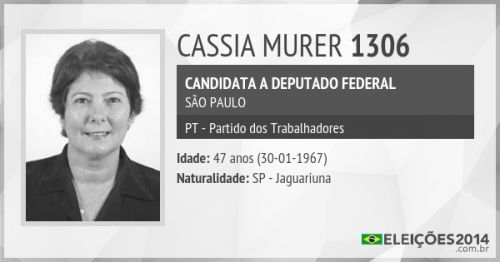 CASSIA MURER 1306
CANDIDATA A DEPUTADO FEDERAL
SÃO PAULO
PT - Partido dos Trabalhadores
Idade: 47 anos (30-01-1967)
Naturalidade: SP - Jaguariuna
ELEIÇÕES2014
.com.br